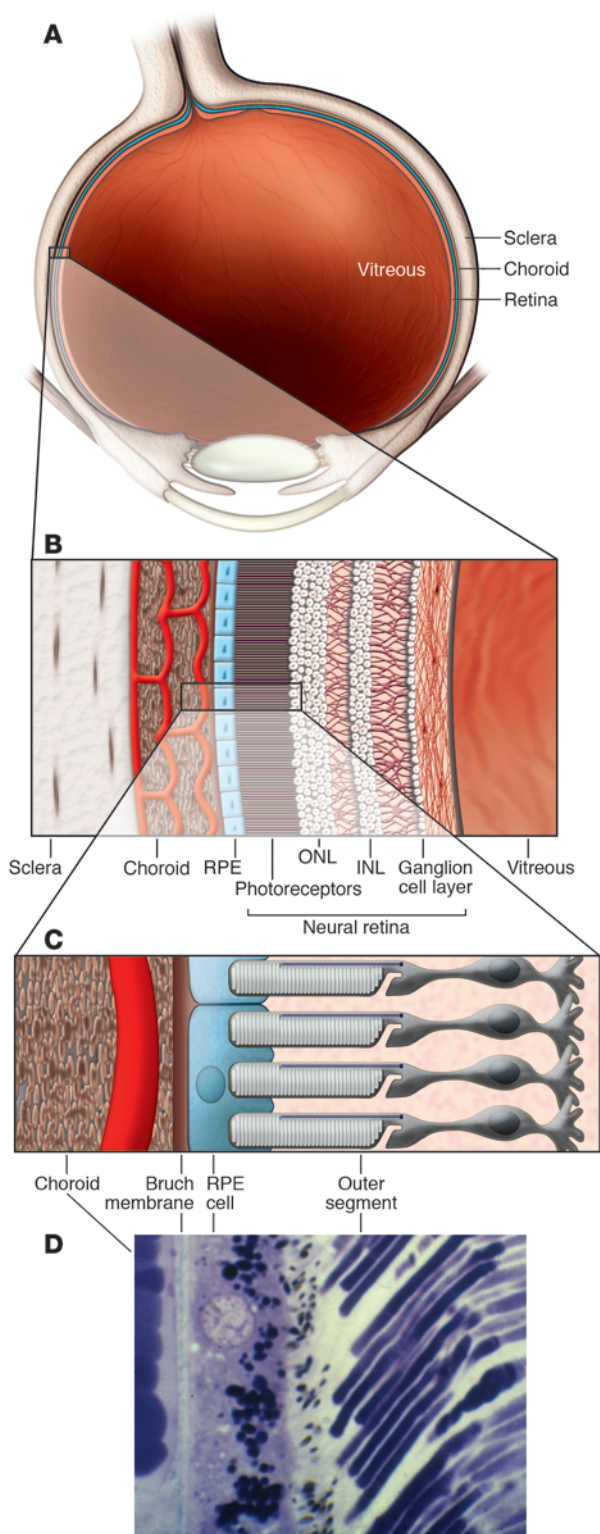 A
Vitreous
Sclera
Choroid
Retina
B
Sclera
Choroid
RPE
Photoreceptors
ONL
INL
Ganglion
cell layer
Vitreous
Neural retina
C
Choroid
Bruch
membrane
RPE
cell
Outer
segment
D